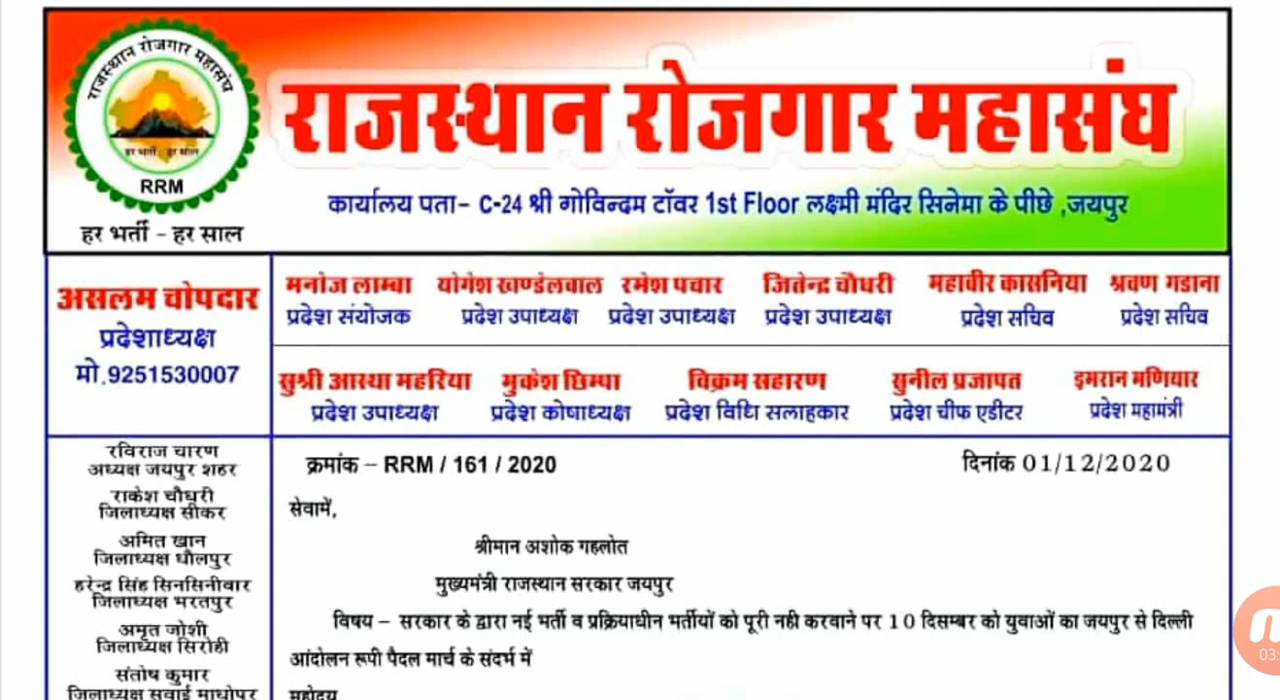 राजस्थान रोजगार महासंघ
हर भर्ती - हर साल
RRM
हर भर्ती - हर साल
राजस्थान रोजगार महासंघ
कार्यालय पता- C-24 श्री गोविन्दम टॉवर 1st Floor लक्ष्मी मंदिर सिनेमा के पीछे ,जयपुर
असलम चोपदार
प्रदेशाध्यक्ष
मो.9251530007
मनोज लाम्बा योगेश खण्डेलवाल रमेश पचार जितेन्द्र चौधरी महावीर कासनिया श्रवण गडाना
प्रदेश संयोजक प्रदेश उपाध्यक्ष प्रदेश उपाध्यक्ष प्रदेश उपाध्यक्ष प्रदेश सचिव प्रदेश सचिव
सुश्री आस्था महरिया मुकेश छिम्पा विक्रम सहारण सुनील प्रजापत इमरान मणियार
प्रदेश उपाध्यक्ष प्रदेश कोषाध्यक्ष प्रदेश विधि सलाहकार प्रदेश चीफ एडीटर प्रदेश महामंत्री
रविराज चारण
अध्यक्ष जयपुर शहर
राकेश चौधरी
जिलाध्यक्ष सीकर
अमित खान
जिलाध्यक्ष धौलपुर
हरेन्द्र सिंह सिनसिनीवार
जिलाध्यक्ष भरतपुर
अमृत जोशी
जिलाध्यक्ष सिरोही
संतोष कुमार
जिलाध्यक्ष सवाई माधोपुर
क्रमांक – RRM / 161 / 2020 दिनांक 01/12/2020
सेवामें,
श्रीमान अशोक गहलोत
मुख्यमंत्री राजस्थान सरकार जयपुर
विषय – सरकार के द्वारा नई भर्ती व प्रक्रियाधीन भर्तीयों को पूरी नही करवाने पर 10 दिसम्बर को युवाओं का जयपुर से दिल्ली
आंदोलन रूपी पैदल मार्च के संदर्भ में
महोदय
03: